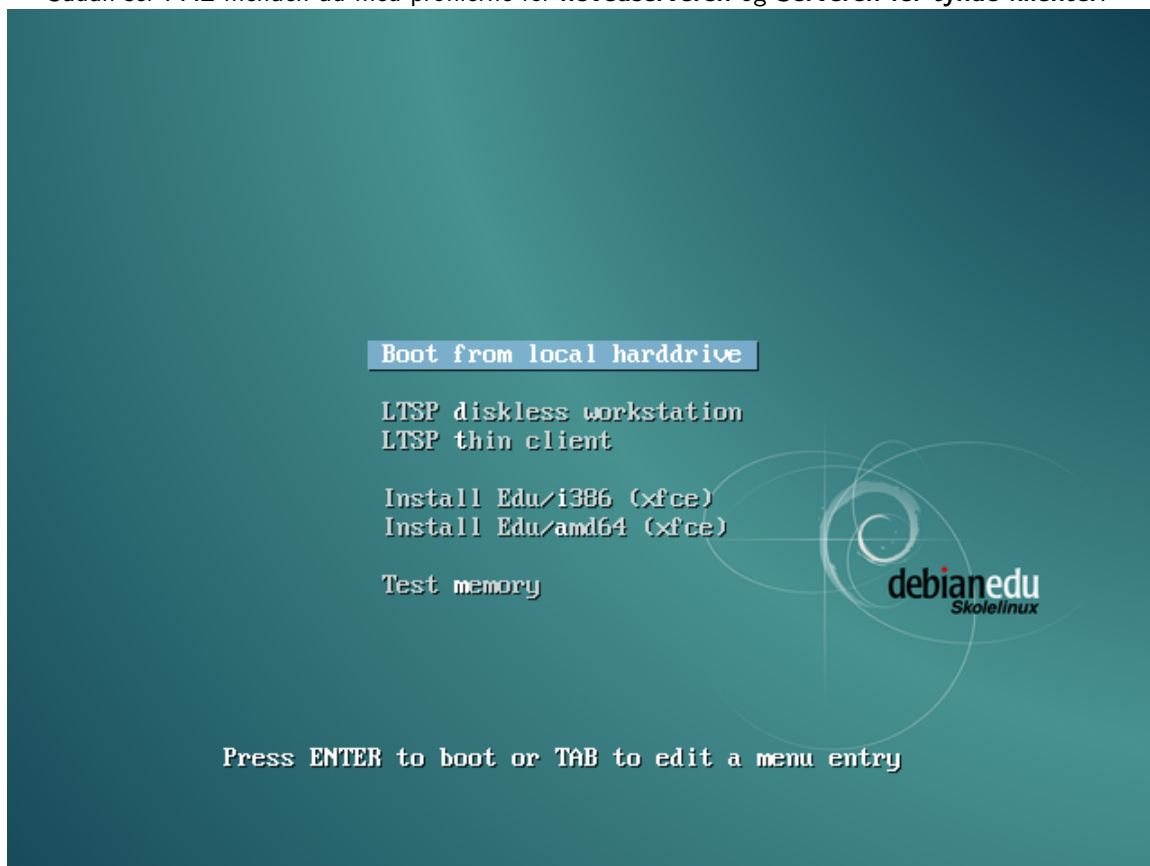 Boot from local harddrive
LTSP diskless workstation
LTSP thin client
Install Edu/i386 (xfce)
Install Edu/amd64 (xfce)
Test memory
debianedu
Skolelinux
Press ENTER to boot or TAB to edit a menu entry